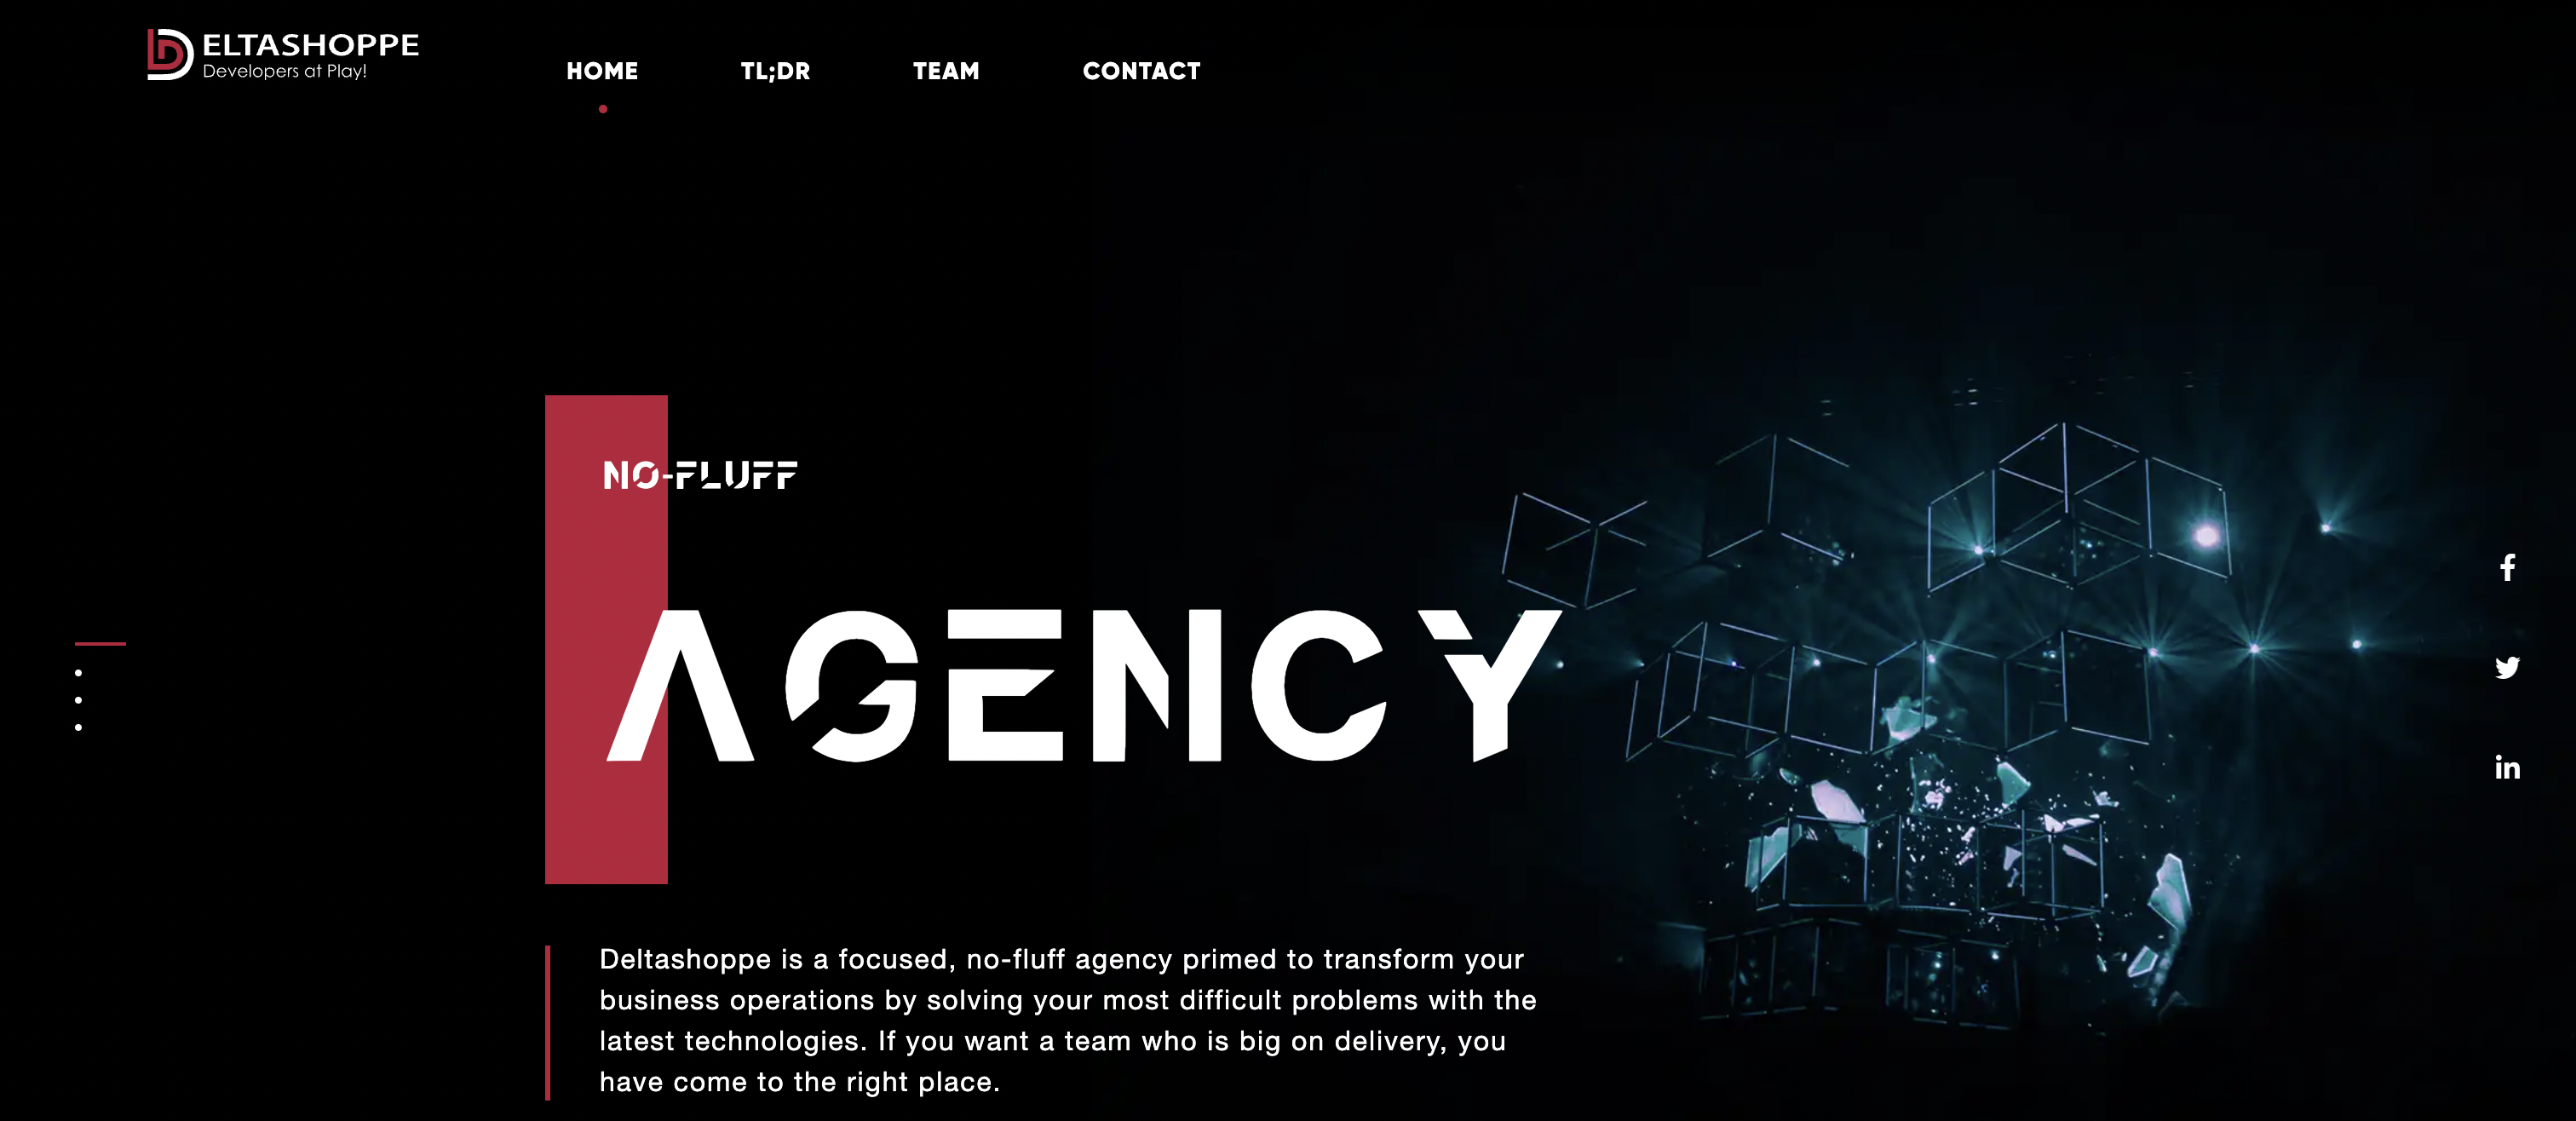 DELTASHOPPE
Developers at Play!
HOME TL;DR TEAM CONTACT
NO-FLUFF
AGENCY
Deltashoppe is a focused, no-fluff agency primed to transform your
business operations by solving your most difficult problems with the
latest technologies. If you want a team who is big on delivery, you
have come to the right place.